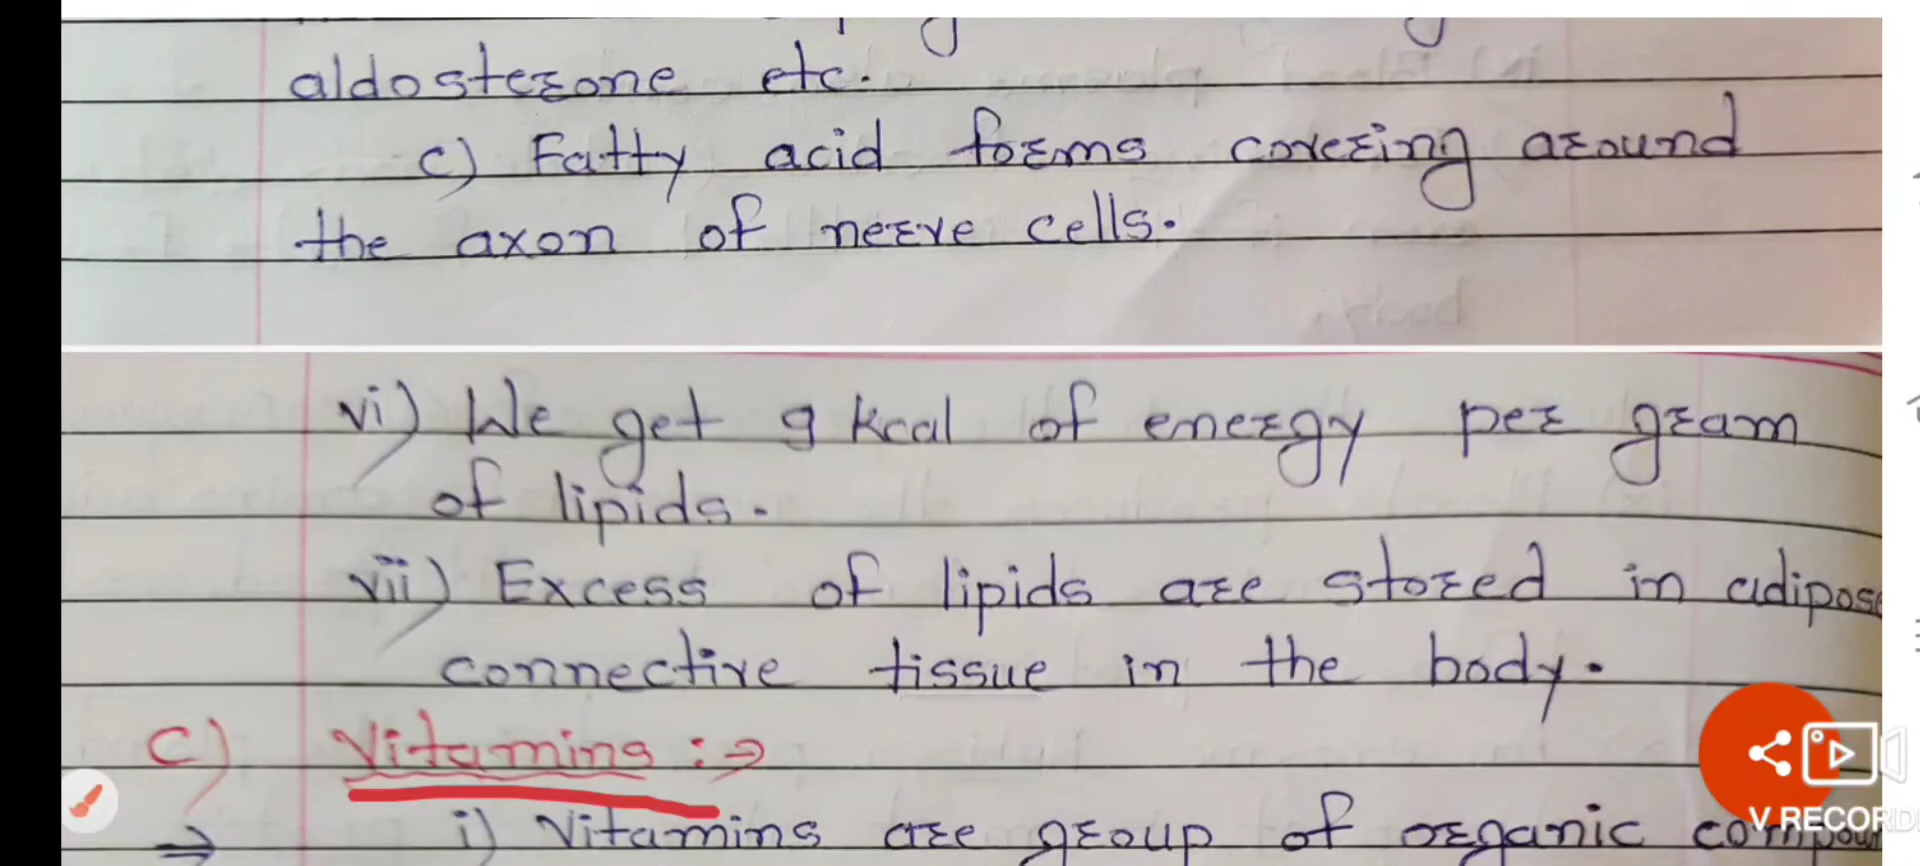 aldosterone etc.
c) Fatty acid forms covering around
the axon of nerve cells.
vi) We get 9 kcal of energy per gram
of lipids.
vii) Excess of lipids are stored in adipose
connective tissue in the body.
c) Vitamins :⇒
→ i) Vitamins are group of organic
V RECORD